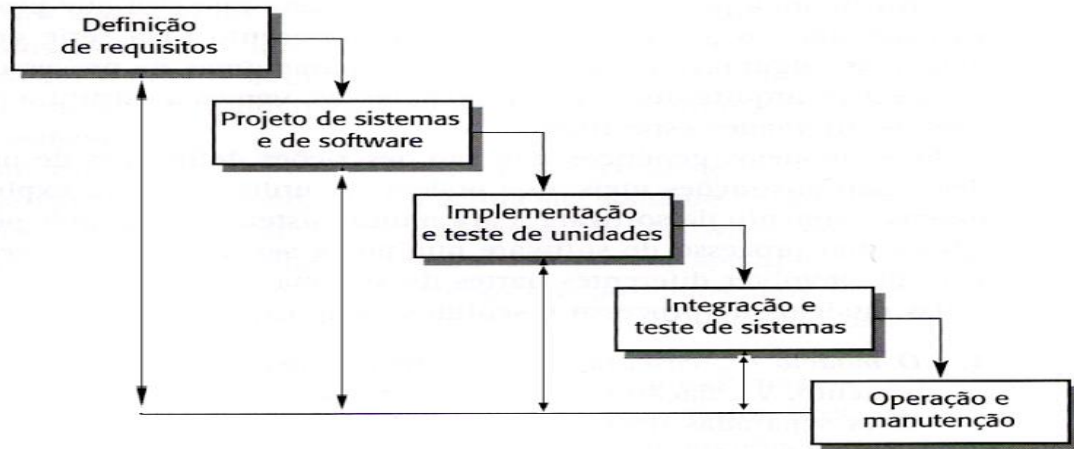 Definição
de requisitos
Projeto de sistemas
e de software
Implementação
e teste de unidades
Integração e
teste de sistemas
Operação e
manutenção